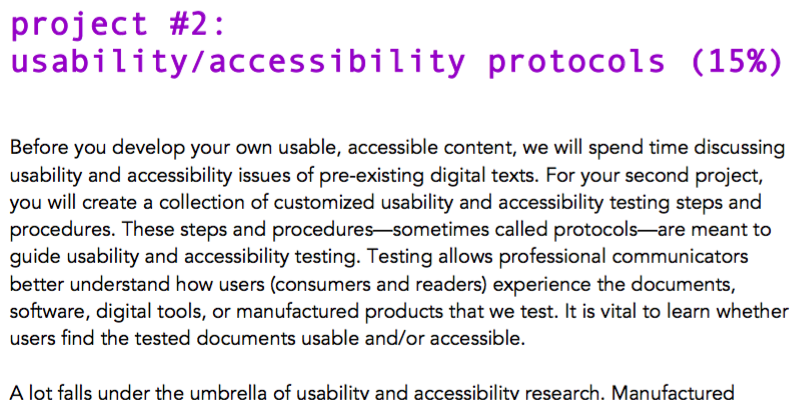 project #2:
usability/accessibility protocols (15%)
Before you develop your own usable, accessible content, we will spend time discussing
usability and accessibility issues of pre-existing digital texts. For your second project,
you will create a collection of customized usability and accessibility testing steps and
procedures. These steps and procedures—sometimes called protocols—are meant to
guide usability and accessibility testing. Testing allows professional communicators
better understand how users (consumers and readers) experience the documents,
software, digital tools, or manufactured products that we test. It is vital to learn whether
users find the tested documents usable and/or accessible.
A lot falls under the umbrella of usability and accessibility research. Manufactured